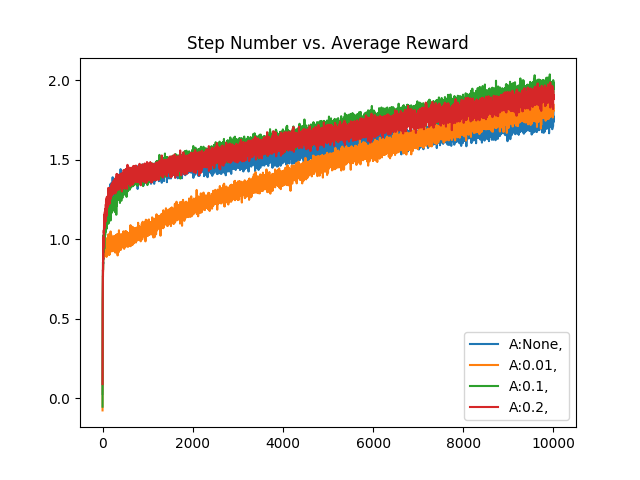 Step Number vs. Average Reward
2.0
1.5
1.0
0.5
0.0
A:None,
A:0.01,
A:0.1,
A:0.2,
0 2000 4000 6000 8000 10000